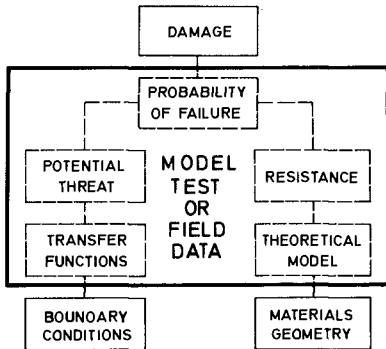 DAMAGE
PROBABILITY
OF FAILURE
POTENTIAL
THREAT
MODEL
TEST
OR
FIELD
DATA
RESISTANCE
TRANSFER
FUNCTIONS
THEORETICAL
MODEL
BOUNOARY
CONDITIONS
MATERIALS
GEOMETRY